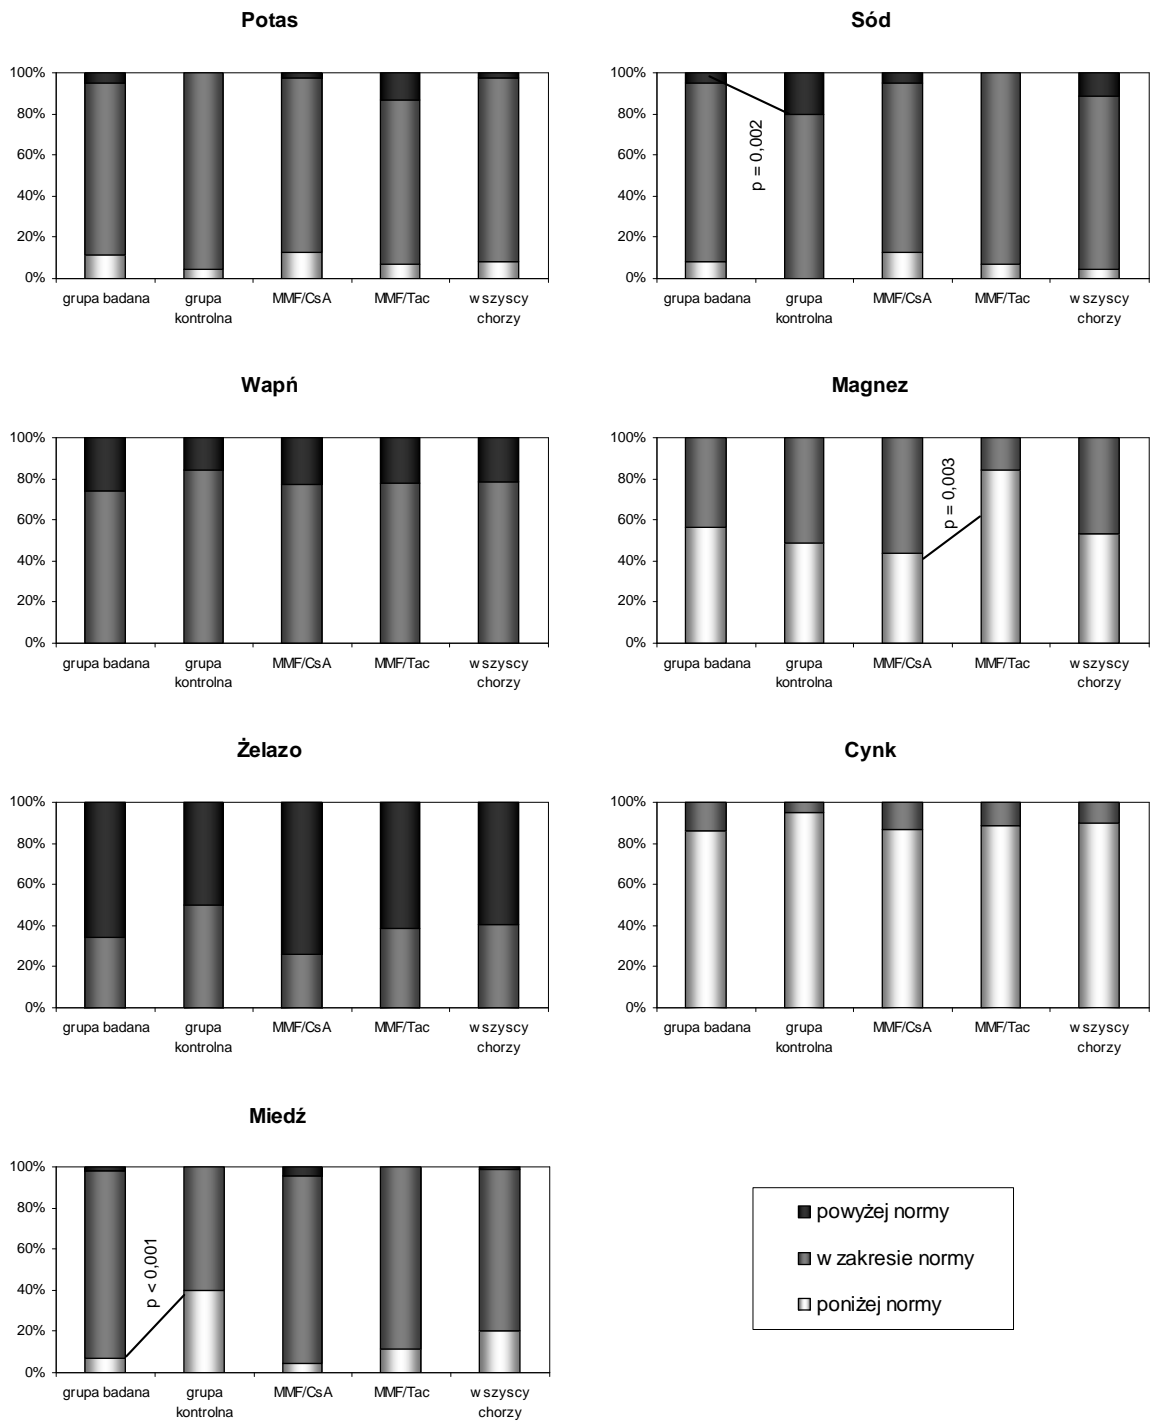 Potas
100%
80%
60%
40%
20%
0%
grupa badana
grupa
kontrolna
MMF/CsA
MMF/Tac
w szyscy
chorzy
Sód
100%
80%
60%
40%
20%
0%
p = 0,002
grupa badana
grupa
kontrolna
MMF/CsA
MMF/Tac
w szyscy
chorzy
Wapń
100%
80%
60%
40%
20%
0%
grupa badana
grupa
kontrolna
MMF/CsA
MMF/Tac
w szyscy
chorzy
Magnez
100%
80%
60%
40%
20%
0%
p = 0,003
grupa badana
grupa
kontrolna
MMF/CsA
MMF/Tac
w szyscy
chorzy
Żelazo
100%
80%
60%
40%
20%
0%
grupa badana
grupa
kontrolna
MMF/CsA
MMF/Tac
w szyscy
chorzy
Cynk
100%
80%
60%
40%
20%
0%
grupa badana
grupa
kontrolna
MMF/CsA
MMF/Tac
w szyscy
chorzy
Miedź
100%
80%
60%
40%
20%
0%
p < 0,001
grupa badana
grupa
kontrolna
MMF/CsA
MMF/Tac
w szyscy
chorzy
powyżej normy
w zakresie normy
poniżej normy